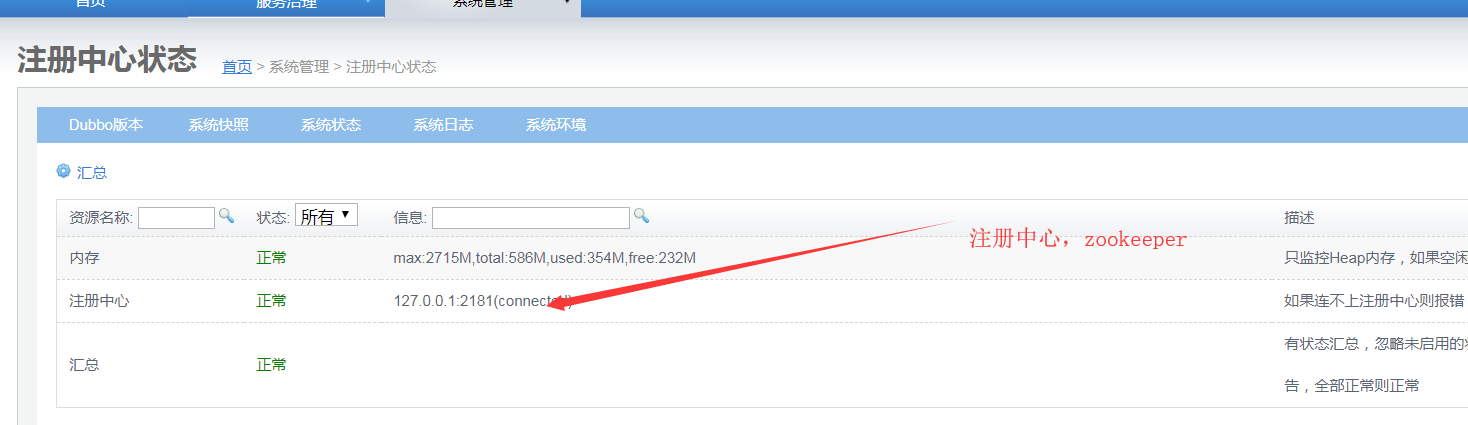 首页 服务治理 系统管理
注册中心状态 首页 > 系统管理 > 注册中心状态
Dubbo版本 系统快照 系统状态 系统日志 系统环境
汇总
资源名称: 状态: 所有 信息: 描述
注册中心，zookeeper
内存 正常 max:2715M,total:586M,used:354M,free:232M 只监控Heap内存，如果空闲
注册中心 正常 127.0.0.1:2181(connected) 如果连不上注册中心则报错
有状态汇总，忽略未启用的
汇总 正常
告，全部正常则正常